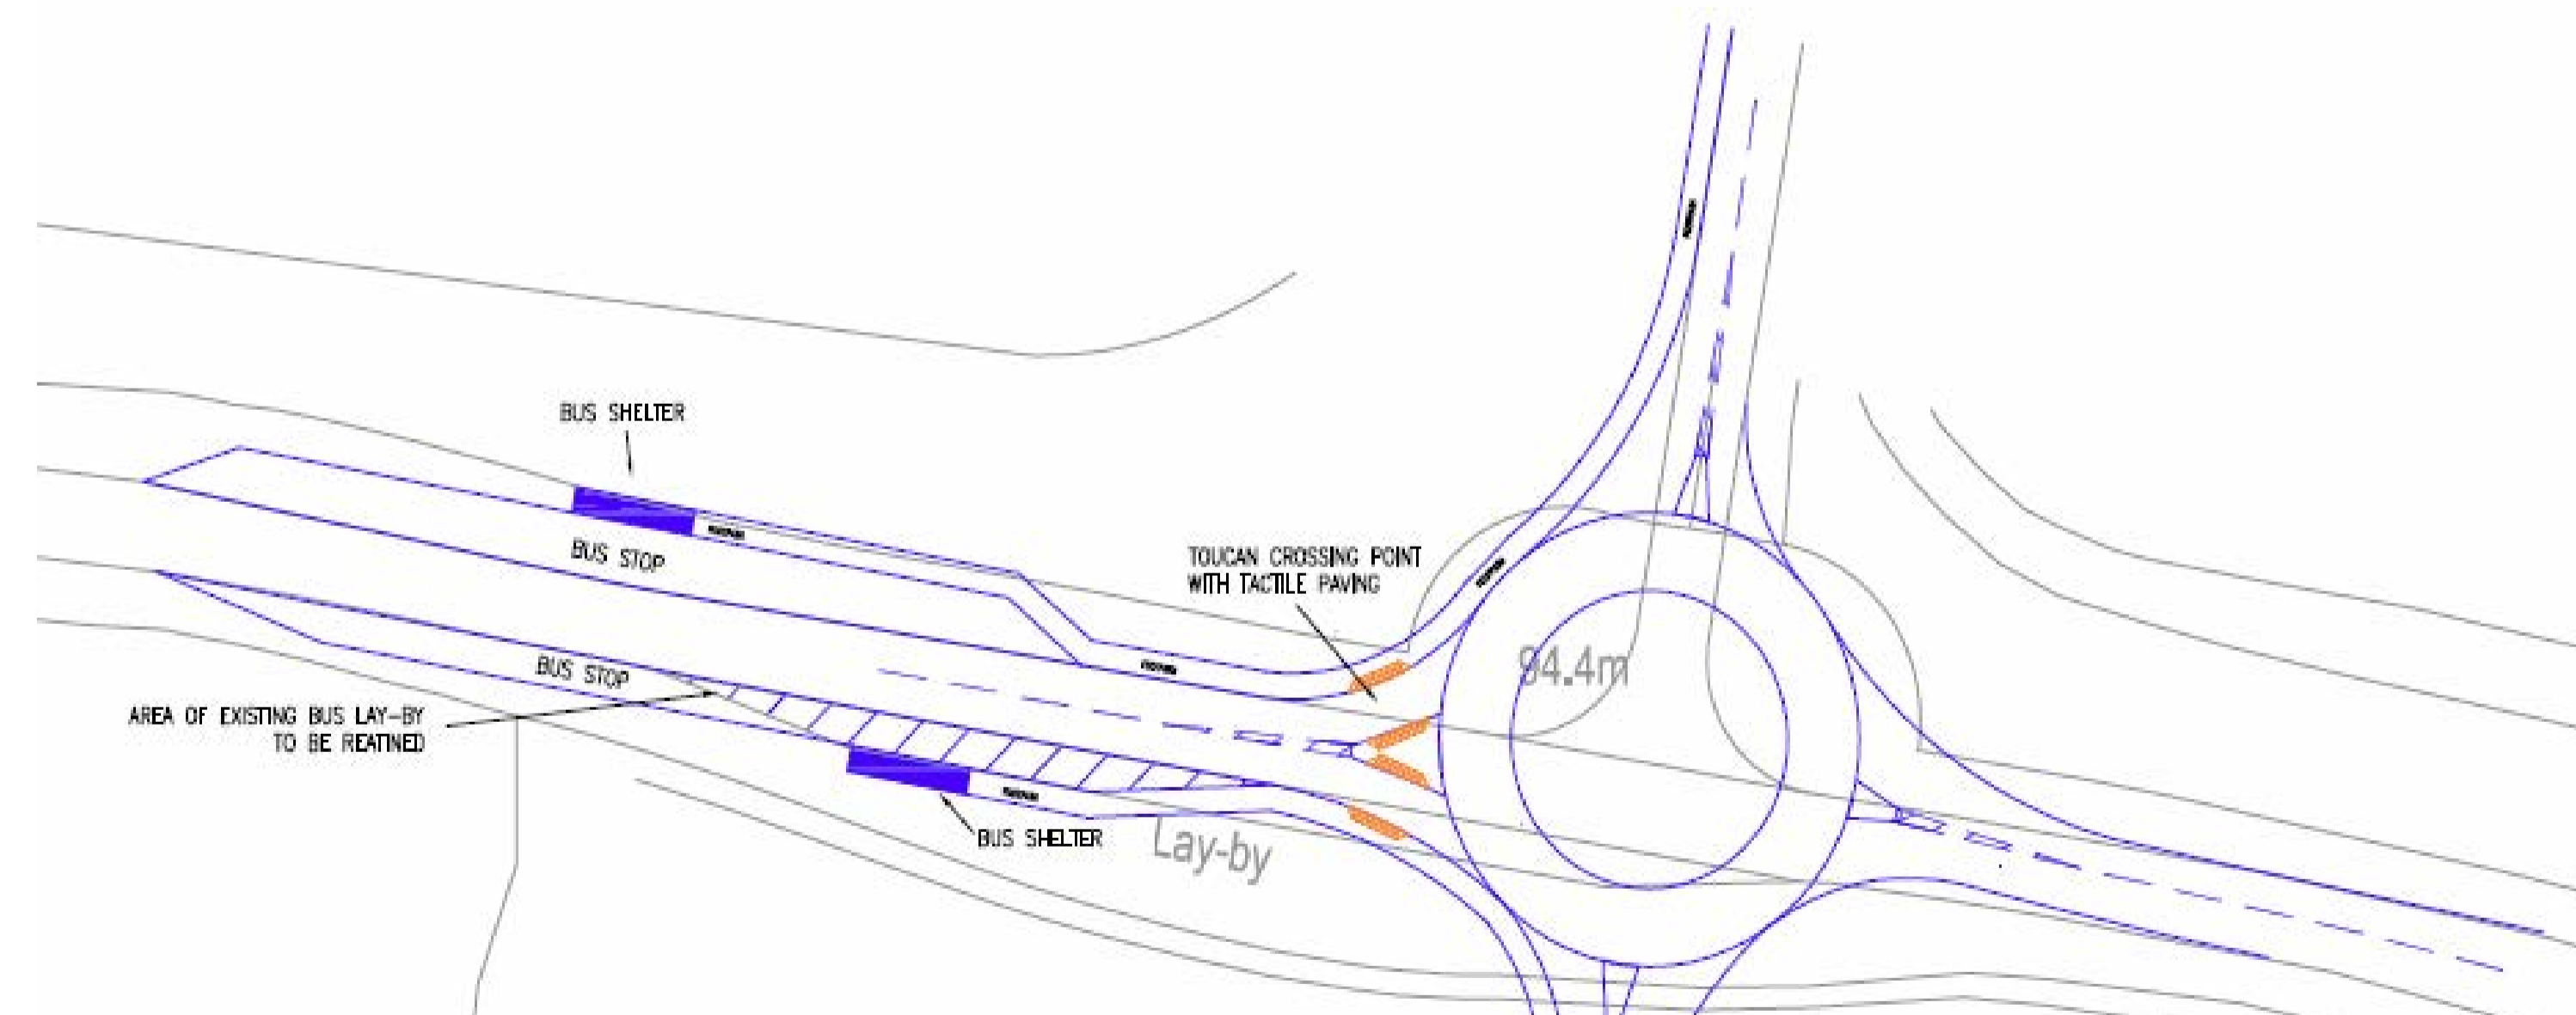 BUS SHELTER
BUS STOP
TOUCAN CROSSING POINT
WITH TACTILE PAVING
94.4m
BUS STOP
AREA OF EXISTING BUS LAY-BY
TO BE REATINED
BUS SHELTER
Lay-by